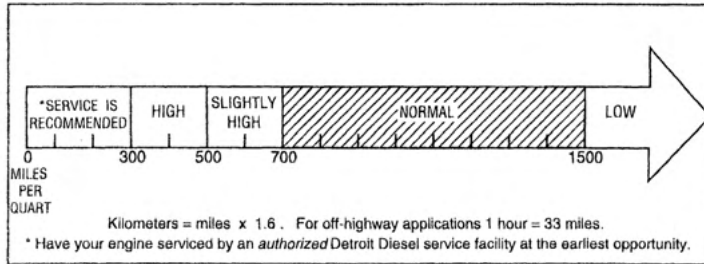 *SERVICE IS
RECOMMENDED
HIGH
SLIGHTLY
HIGH
NORMAL
LOW
0 300 500 700 1500
MILES
PER
QUART
Kilometers = miles x 1.6 . For off-highway applications 1 hour = 33 miles.
* Have your engine serviced by an authorized Detroit Diesel service facility at the earliest opportunity.